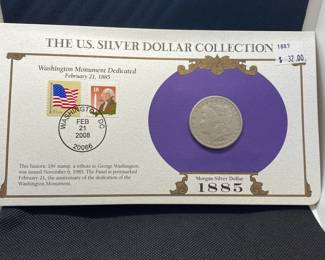 THE U.S. SILVER DOLLAR COLLECTION
$ 32.00
Washington Monument Dedicated
February 21, 1885
18
WASHINGTON, DC
FEB
21
2008
20066
This historic 18¢ stamp, a tribute to George Washington,
was issued November 6, 1985. The Panel is postmarked
February 21, the anniversary of the dedication of the
Washington Monument.
Morgan Silver Dollar
1885